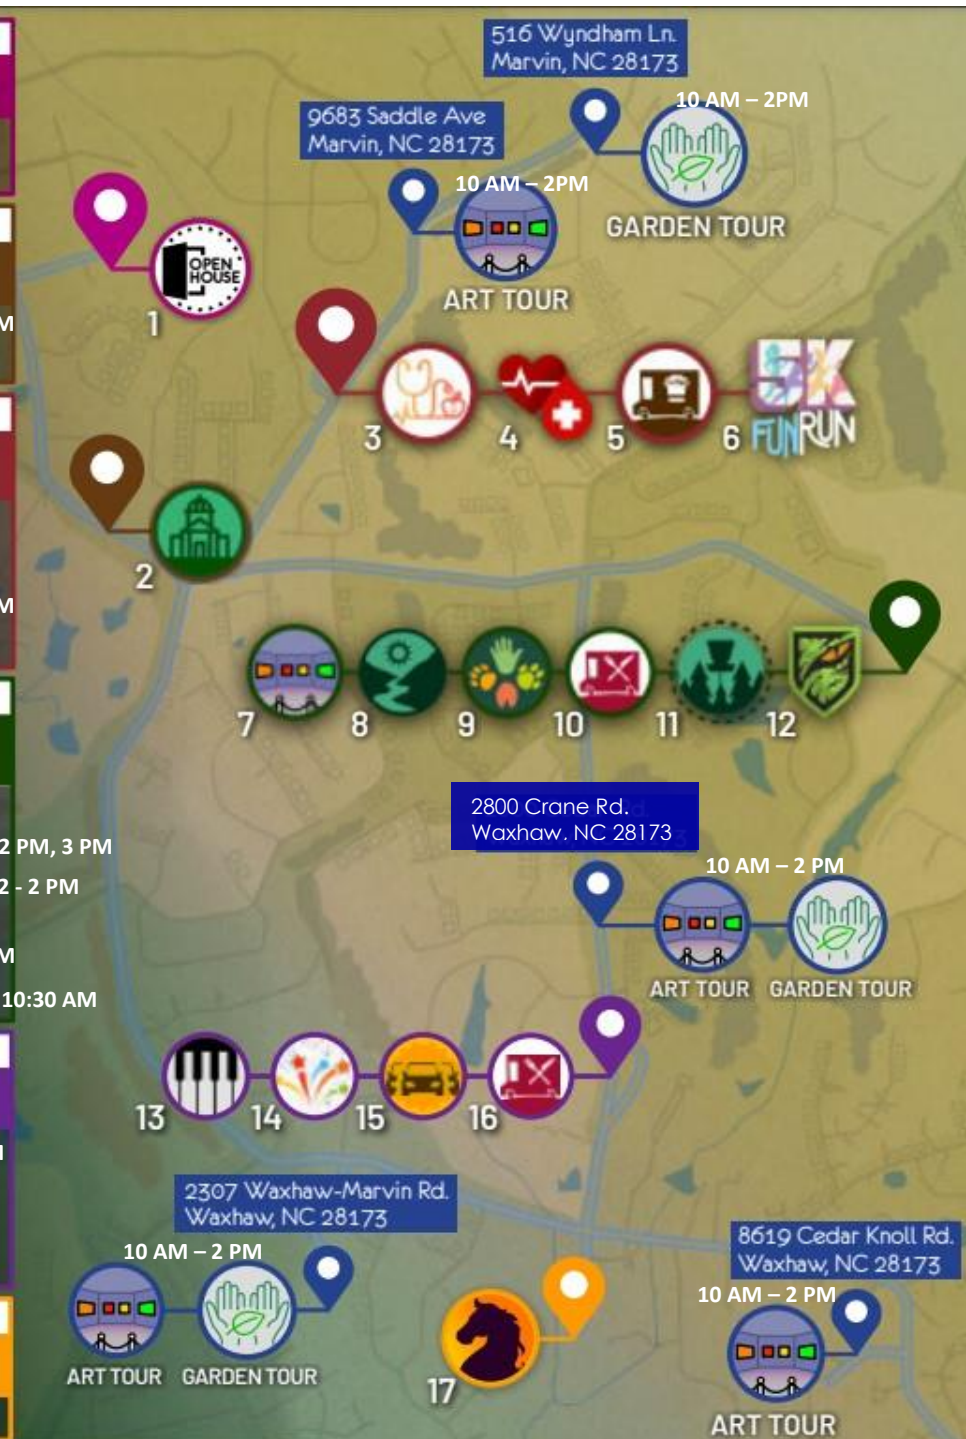 516 Wyndham Ln.
Marvin, NC 28173
10 AM – 2PM
GARDEN TOUR
9683 Saddle Ave
Marvin, NC 28173
10 AM – 2PM
ART TOUR
OPEN
HOUSE
1
M
3
4
5
6
5K
FUN RUN
2
M
7
8
9
10
11
12
2800 Crane Rd.
Waxhaw, NC 28173
2 PM, 3 PM
2 - 2 PM
M
10:30 AM
10 AM – 2 PM
ART TOUR
GARDEN TOUR
13
14
15
16
2307 Waxhaw-Marvin Rd.
Waxhaw, NC 28173
10 AM – 2 PM
ART TOUR
GARDEN TOUR
17
8619 Cedar Knoll Rd.
Waxhaw, NC 28173
10 AM – 2 PM
ART TOUR